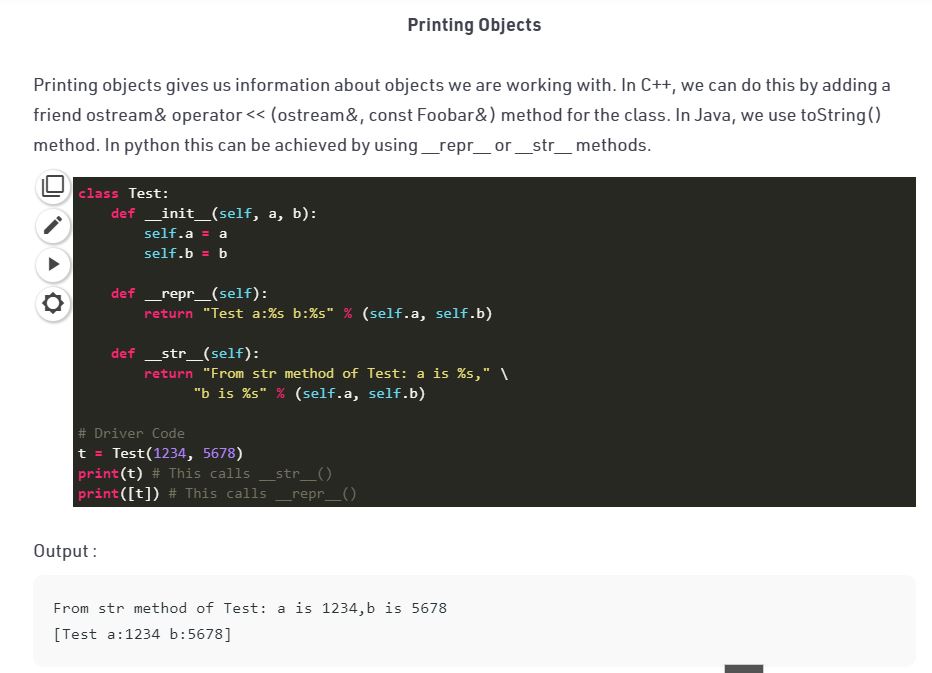 Printing Objects
Printing objects gives us information about objects we are working with. In C++, we can do this by adding a
friend ostream& operator << (ostream&, const Foobar&) method for the class. In Java, we use toString()
method. In python this can be achieved by using __repr__ or __str__ methods.
class Test:
    def __init__(self, a, b):
        self.a = a
        self.b = b

    def __repr__(self):
        return "Test a:%s b:%s" % (self.a, self.b)

    def __str__(self):
        return "From str method of Test: a is %s," \
              "b is %s" % (self.a, self.b)

# Driver Code
t = Test(1234, 5678)
print(t) # This calls __str__()
print([t]) # This calls __repr__()
Output :
From str method of Test: a is 1234,b is 5678
[Test a:1234 b:5678]